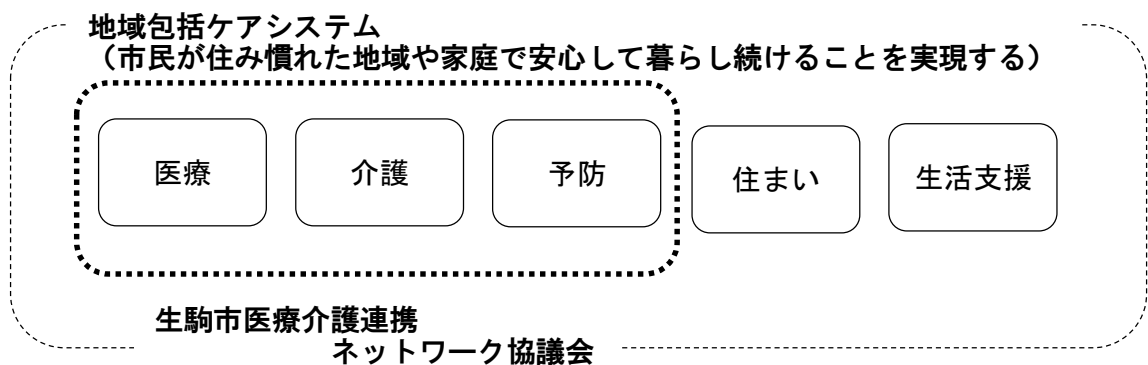 地域包括ケアシステム
（市民が住み慣れた地域や家庭で安心して暮らし続けることを実現する）
医療
介護
予防
住まい
生活支援
生駒市医療介護連携
ネットワーク協議会